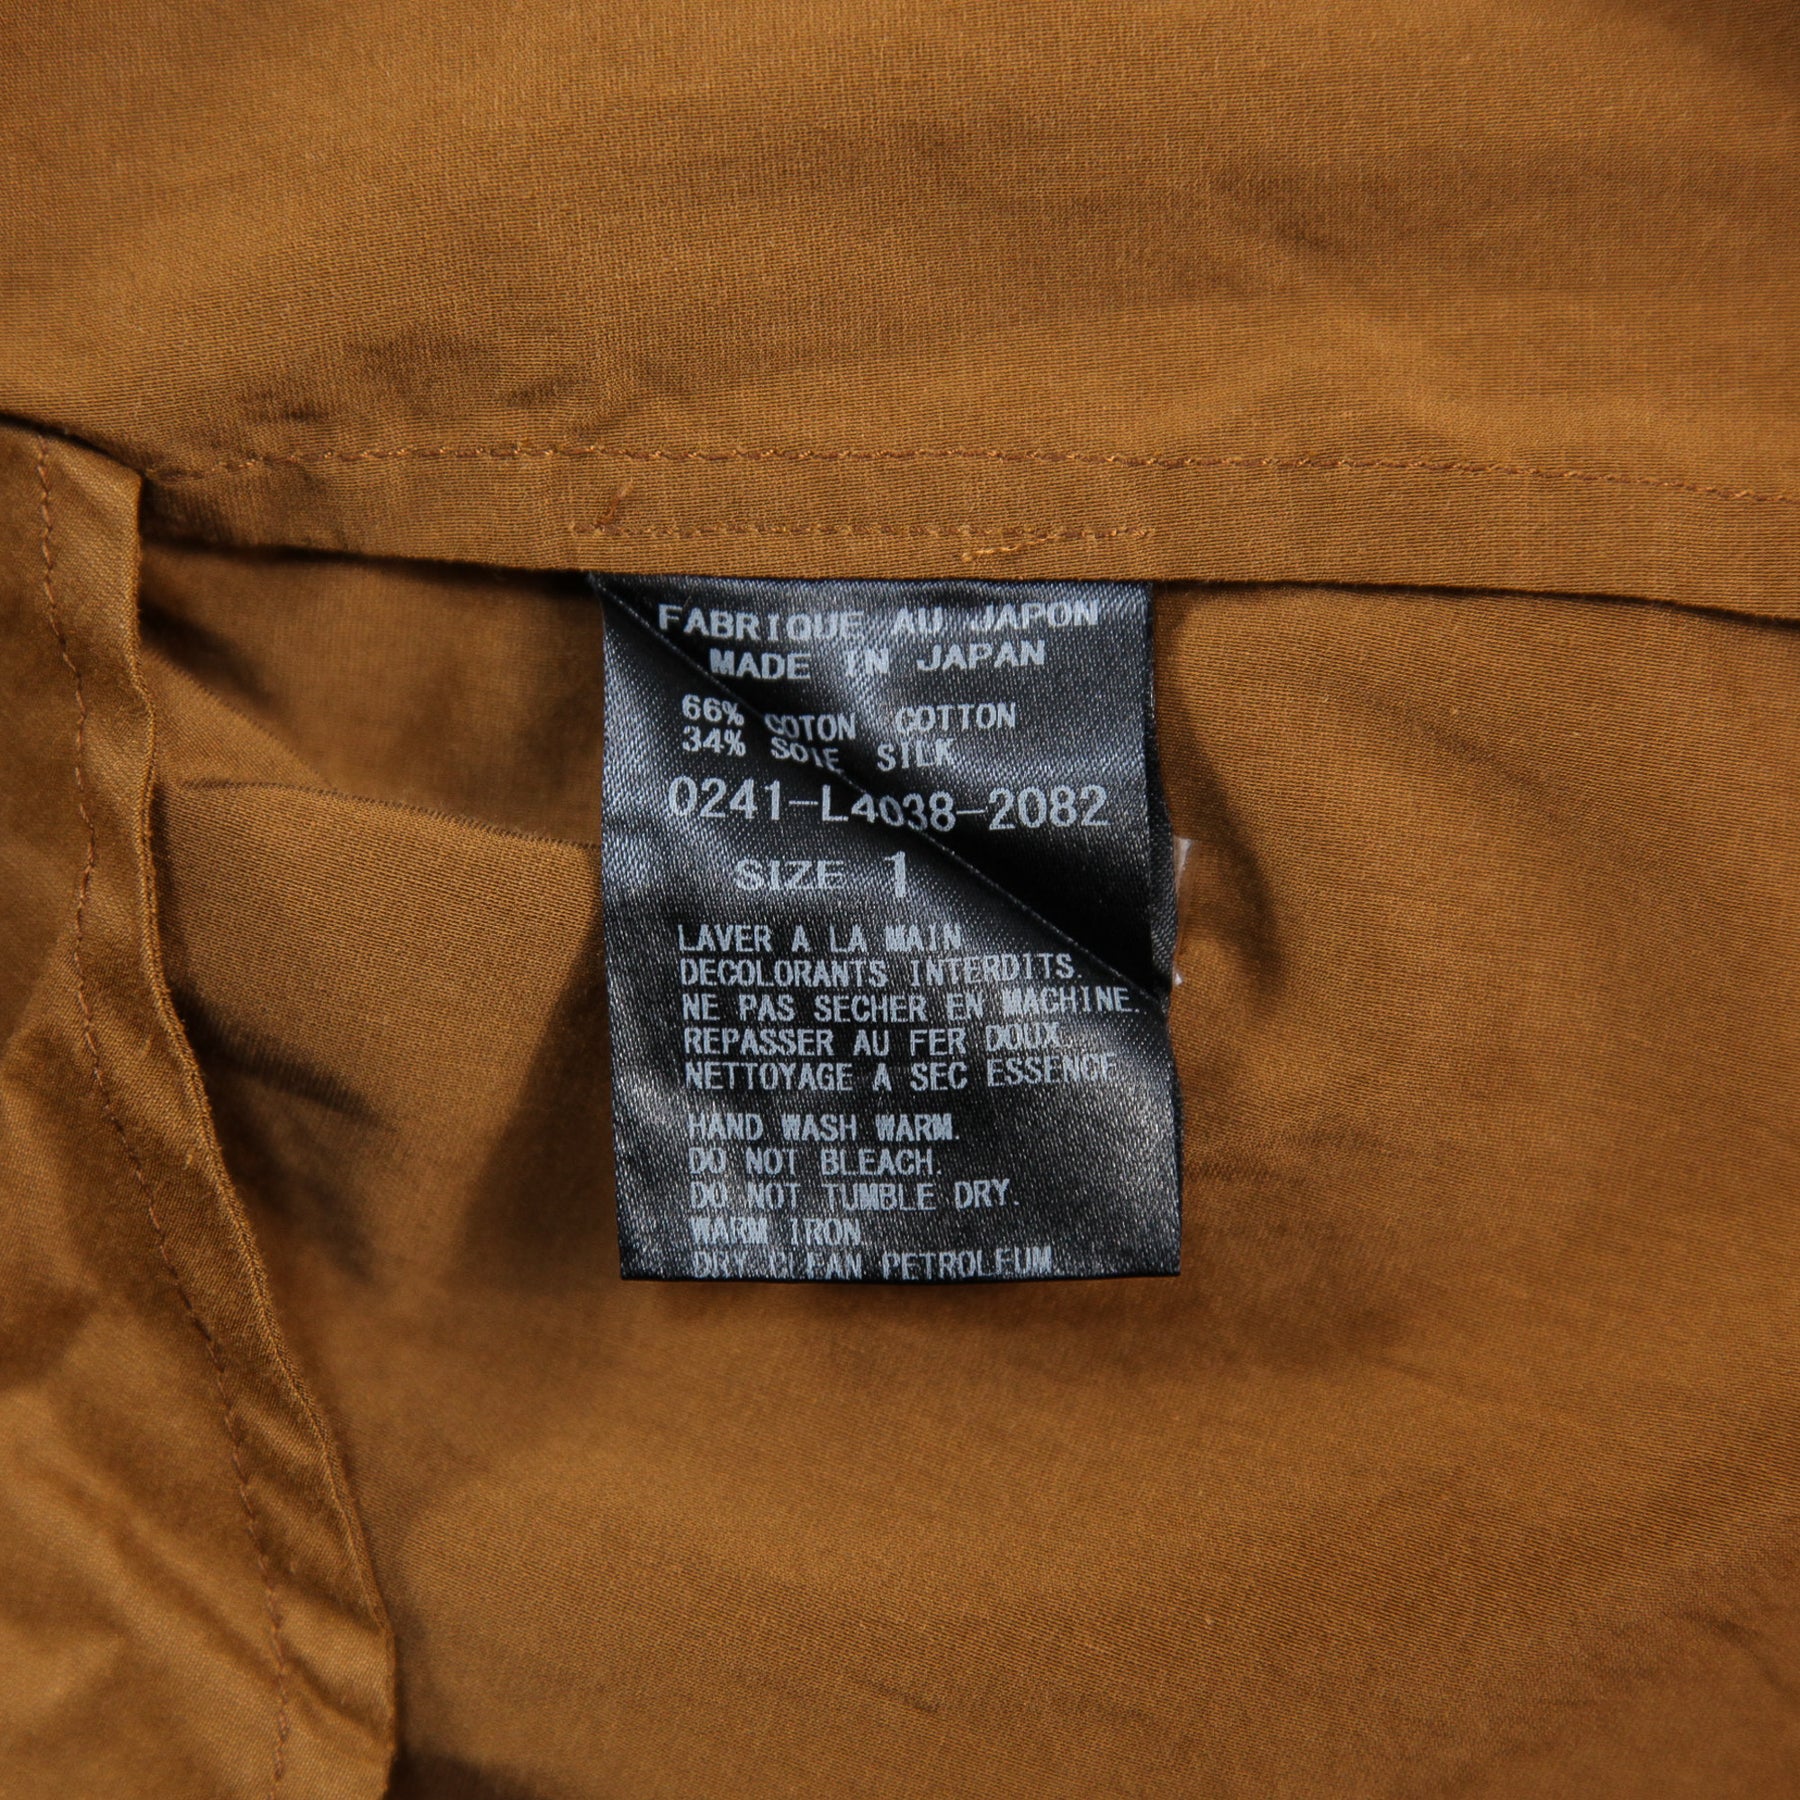 FABRIQUE AU JAPON
MADE IN JAPAN
66% COTON COTTON
34% SOIE SILK
0241-L4038-2082
SIZE 1
LAVER A LA MAIN.
DECOLORANTS INTERDITS.
NE PAS SECHER EN MACHINE.
REPASSER AU FER DOUX.
NETTOYAGE A SEC ESSENCE
HAND WASH WARM.
DO NOT BLEACH.
DO NOT TUMBLE DRY.
WARM IRON
DRY CLEAN PETROLEUM.